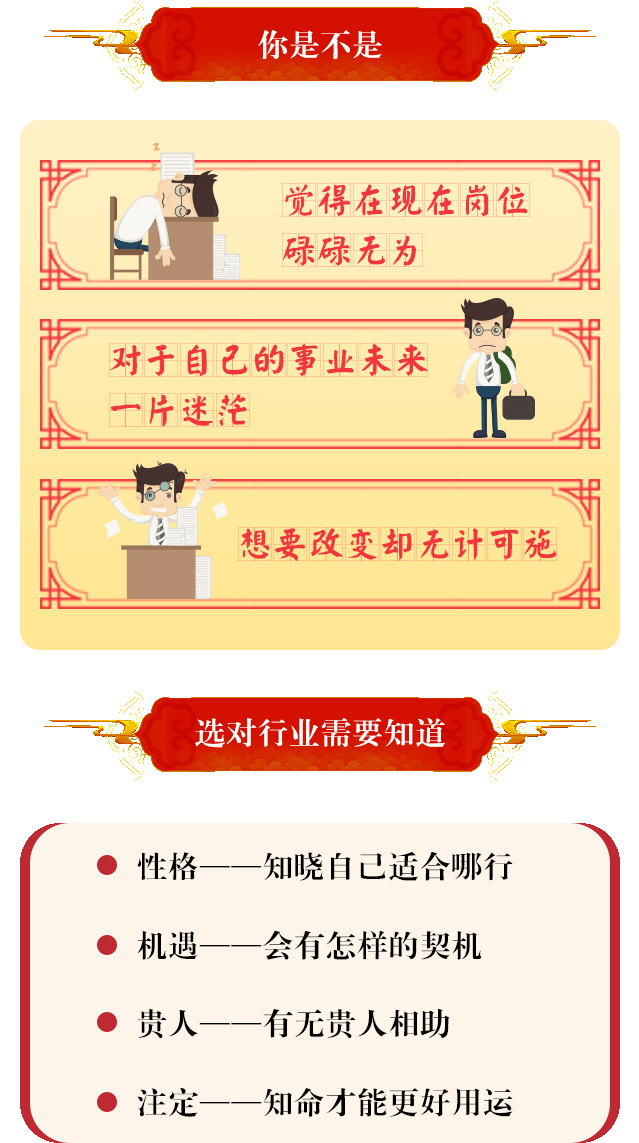 你是不是
觉得在现在岗位
碌碌无为
对于自己的事业未来
一片迷茫
想要改变却无计可施
选对行业需要知道
性格——知晓自己适合哪行
机遇——会有怎样的契机
贵人——有无贵人相助
注定——知命才能更好用运